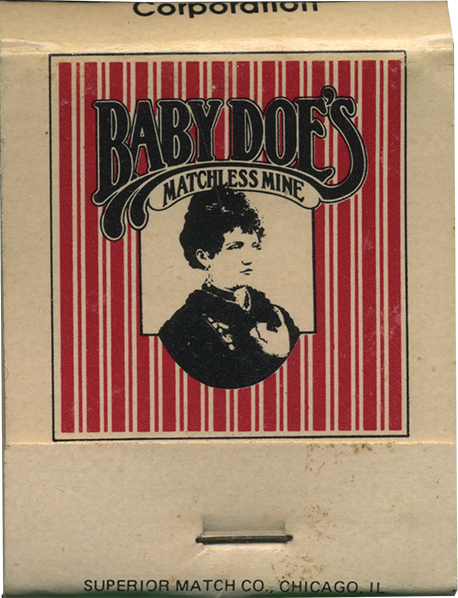 Corporation
BABY DOE'S
MATCHLESS MINE
SUPERIOR MATCH CO., CHICAGO, IL